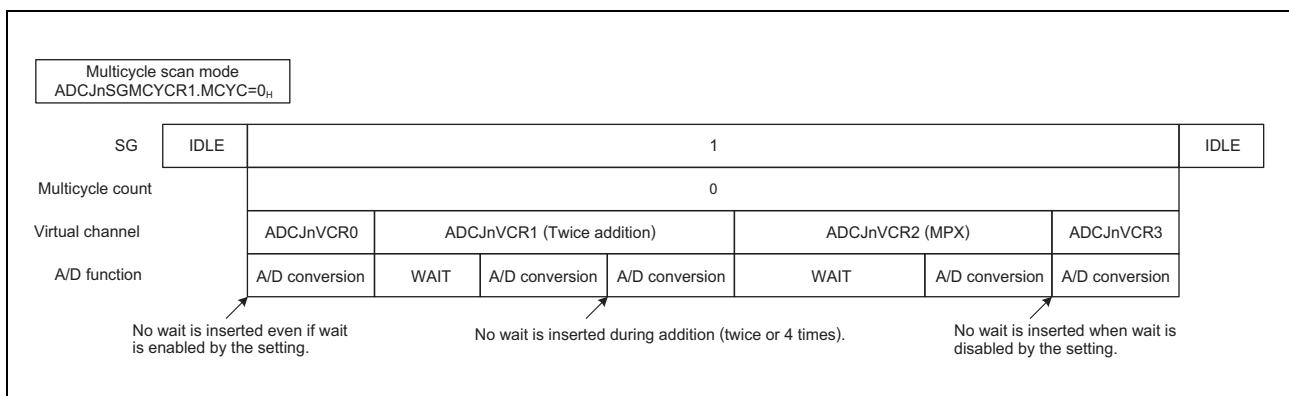 Multicycle scan mode
ADCJnSGMCYCR1.MCYC=0H
SG IDLE 1 IDLE
Multicycle count 0
Virtual channel ADCJnVCR0 ADCJnVCR1 (Twice addition) ADCJnVCR2 (MPX) ADCJnVCR3
A/D function A/D conversion WAIT A/D conversion A/D conversion WAIT A/D conversion A/D conversion
No wait is inserted even if wait
is enabled by the setting.
No wait is inserted during addition (twice or 4 times).
No wait is inserted when wait is
disabled by the setting.